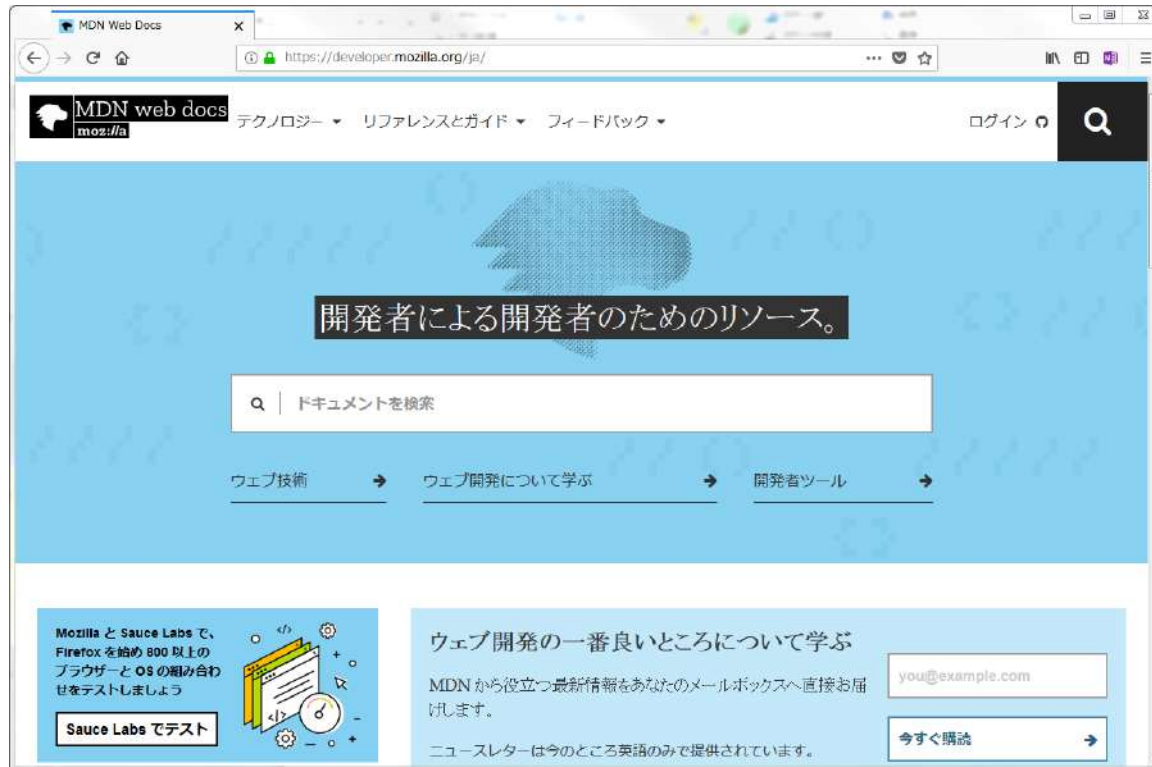 MDN Web Docs
https://developer.mozilla.org/ja/
MDN web docs
moz://a
テクノロジー
リファレンスとガイド
フィードバック
ログイン
開発者による開発者のためのリソース。
ドキュメントを検索
ウェブ技術
ウェブ開発について学ぶ
開発者ツール
Mozilla と Sauce Labs で、
Firefox を始め 800 以上の
ブラウザーと OS の組み合わ
せをテストしましょう
Sauce Labs でテスト
ウェブ開発の一番良いところについて学ぶ
MDN から役立つ最新情報をあなたのメールボックスへ直接お届
けします。
ニュースレターは今のところ英語のみで提供されています。
you@example.com
今すぐ購読